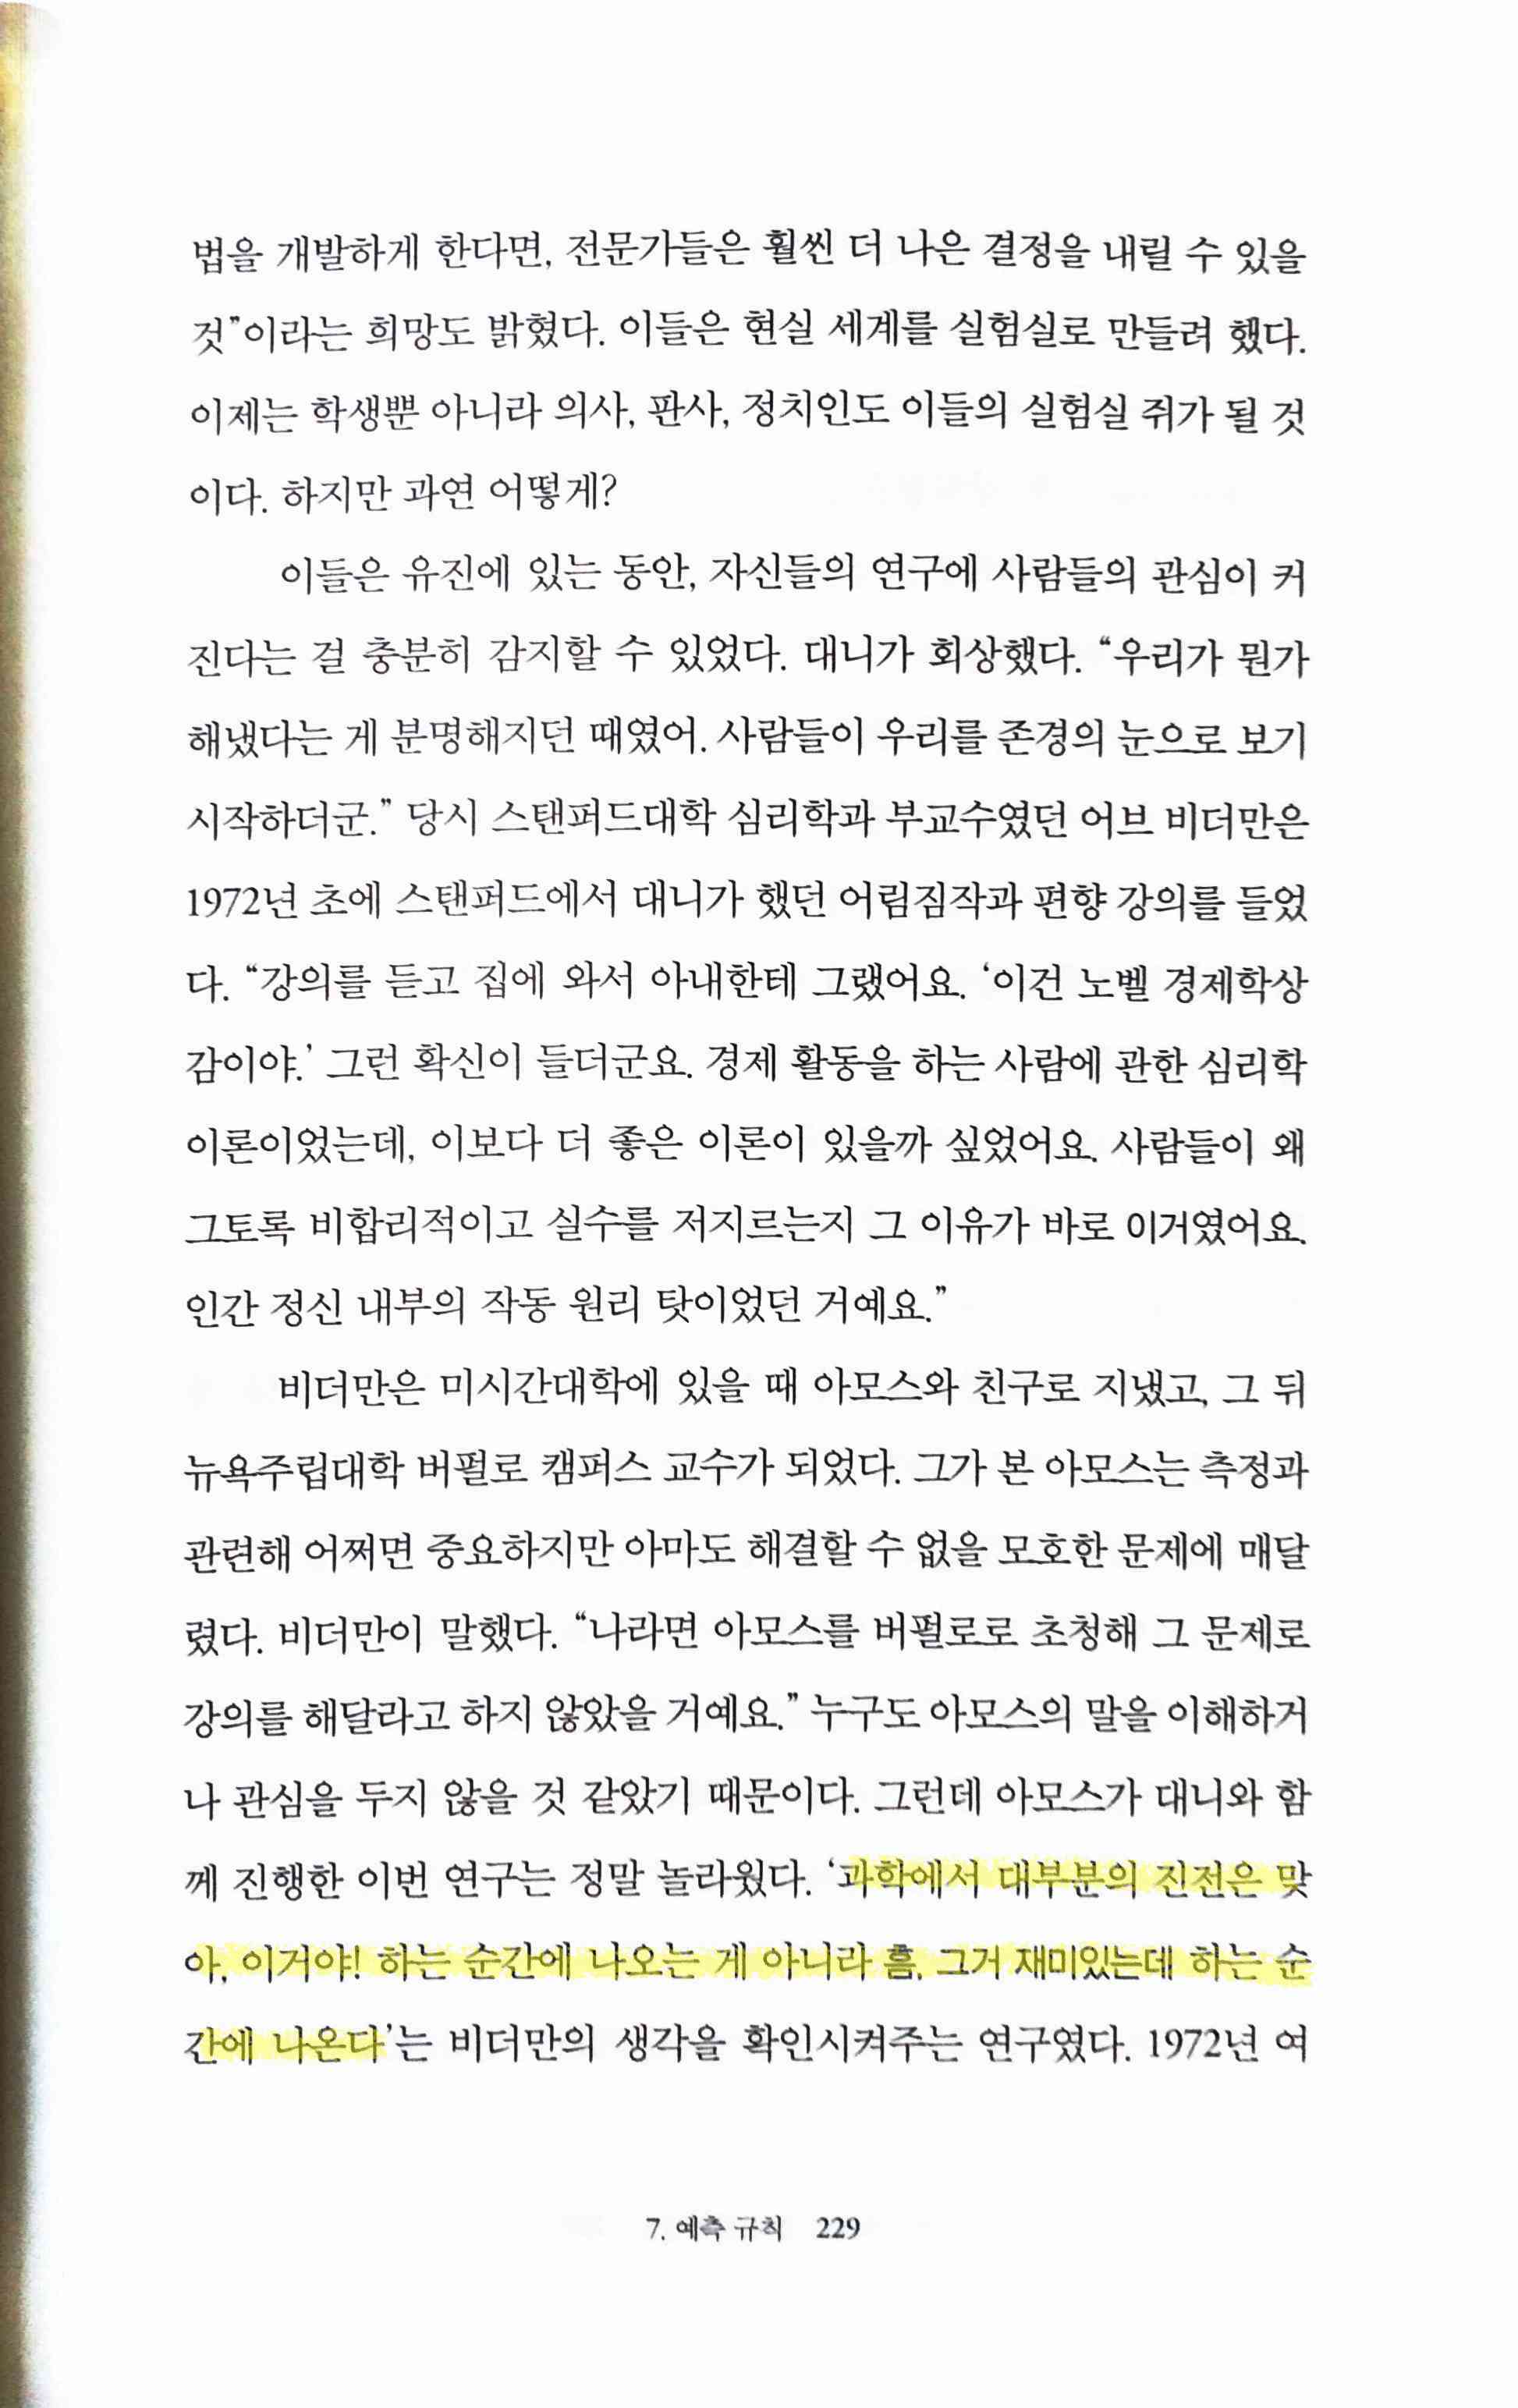 법을 개발하게 한다면, 전문가들은 훨씬 더 나은 결정을 내릴 수 있을
것”이라는 희망도 밝혔다. 이들은 현실 세계를 실험실로 만들려 했다.
이제는 학생뿐 아니라 의사, 판사, 정치인도 이들의 실험실 쥐가 될 것
이다. 하지만 과연 어떻게?
이들은 유진에 있는 동안, 자신들의 연구에 사람들의 관심이 커
진다는 걸 충분히 감지할 수 있었다. 대니가 회상했다. “우리가 뭔가
해냈다는 게 분명해지던 때였어. 사람들이 우리를 존경의 눈으로 보기
시작하더군.” 당시 스탠퍼드대학 심리학과 부교수였던 어브 비더만은
1972년 초에 스탠퍼드에서 대니가 했던 어림짐작과 편향 강의를 들었
다. “강의를 듣고 집에 와서 아내한테 그랬어요. ‘이건 노벨 경제학상
감이야.’ 그런 확신이 들더군요. 경제 활동을 하는 사람에 관한 심리학
이론이었는데, 이보다 더 좋은 이론이 있을까 싶었어요. 사람들이 왜
그토록 비합리적이고 실수를 저지르는지 그 이유가 바로 이거였어요.
인간 정신 내부의 작동 원리 탓이었던 거예요.”
비더만은 미시간대학에 있을 때 아모스와 친구로 지냈고, 그 뒤
뉴욕주립대학 버펄로 캠퍼스 교수가 되었다. 그가 본 아모스는 측정과
관련해 어쩌면 중요하지만 아마도 해결할 수 없을 모호한 문제에 매달
렸다. 비더만이 말했다. “나라면 아모스를 버펄로로 초청해 그 문제로
강의를 해달라고 하지 않았을 거예요.” 누구도 아모스의 말을 이해하거
나 관심을 두지 않을 것 같았기 때문이다. 그런데 아모스가 대니와 함
께 진행한 이번 연구는 정말 놀라웠다. ‘과학에서 대부분의 진전은 맞
아, 이거야! 하는 순간에 나오는 게 아니라 흠, 그거 재미있는데 하는 순
간에 나온다’는 비더만의 생각을 확인시켜주는 연구였다. 1972년 여
7. 예측 규칙 229